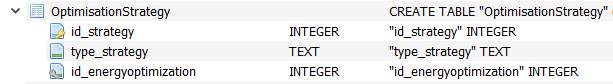 OptimisationStrategy CREATE TABLE "OptimisationStrategy"
id_strategy INTEGER "id_strategy" INTEGER
type_strategy TEXT "type_strategy" TEXT
id_energyoptimization INTEGER "id_energyoptimization" INTEGER